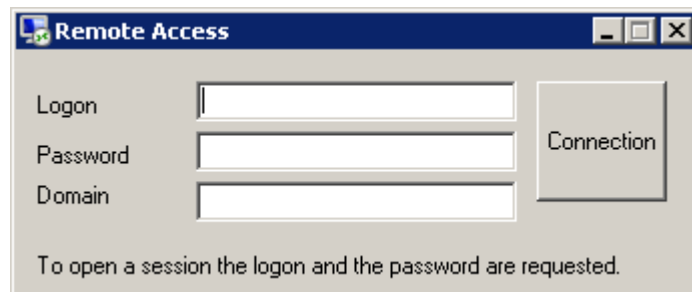 Remote Access
Logon
Connection
Password
Domain
To open a session the logon and the password are requested.